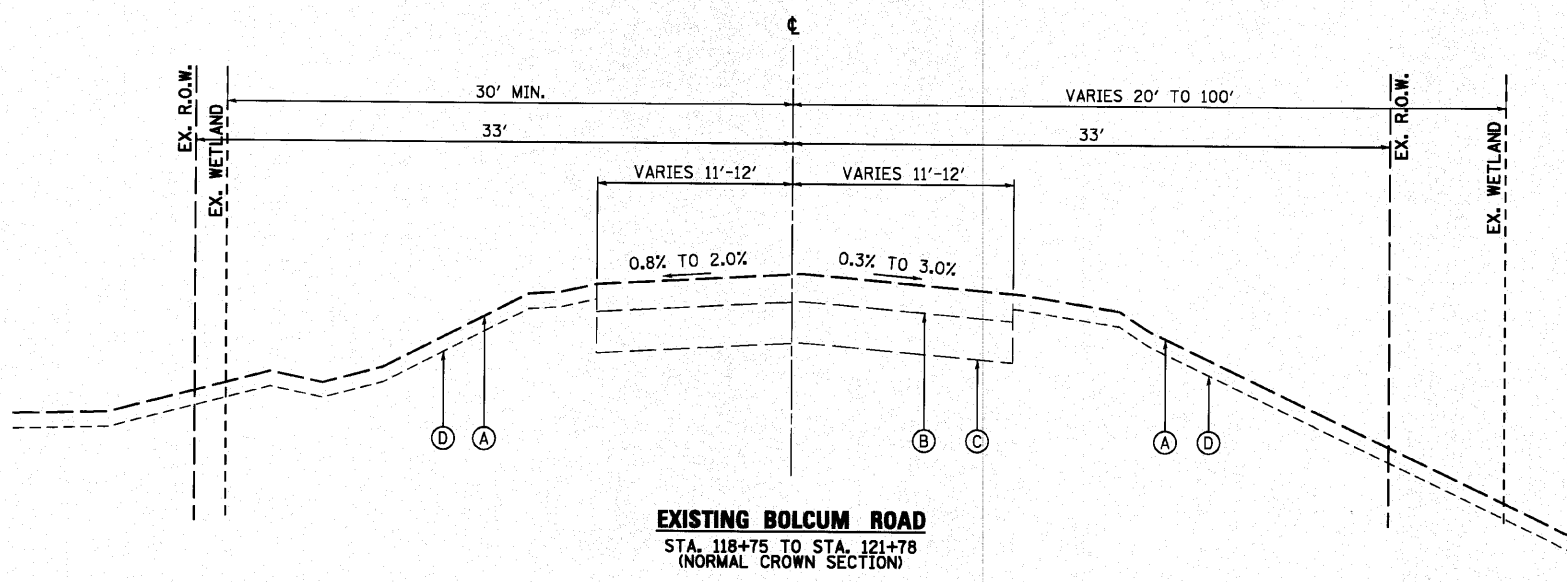 ℄
EX. R.O.W.
EX. WETLAND
30' MIN.
VARIES 20' TO 100'
33'
33'
EX. R.O.W.
EX. WETLAND
VARIES 11'-12'
VARIES 11'-12'
0.8% TO 2.0%
0.3% TO 3.0%
D
A
B
C
A
D
EXISTING BOLCUM ROAD
STA. 118+75 TO STA. 121+78
(NORMAL CROWN SECTION)